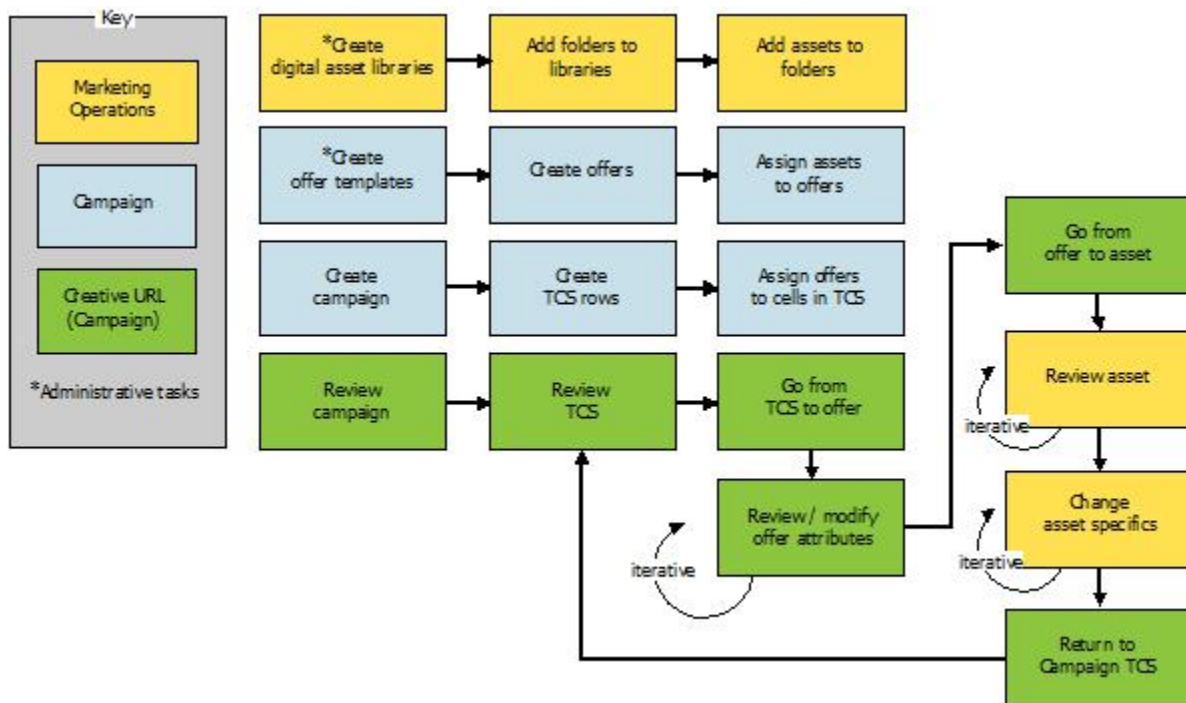 Key
Marketing
Operations
Campaign
Creative URL
(Campaign)
*Administrative tasks
*Create
digital asset libraries
Add folders to
libraries
Add assets to
folders
*Create
offer templates
Create offers
Assign assets
to offers
Create
campaign
Create
TCS rows
Assign offers
to cells in TCS
Review
campaign
Review
TCS
Go from
TCS to offer
Review / modify
offer attributes
iterative
Go from
offer to asset
Review asset
iterative
Change
asset specifics
iterative
Return to
Campaign TCS